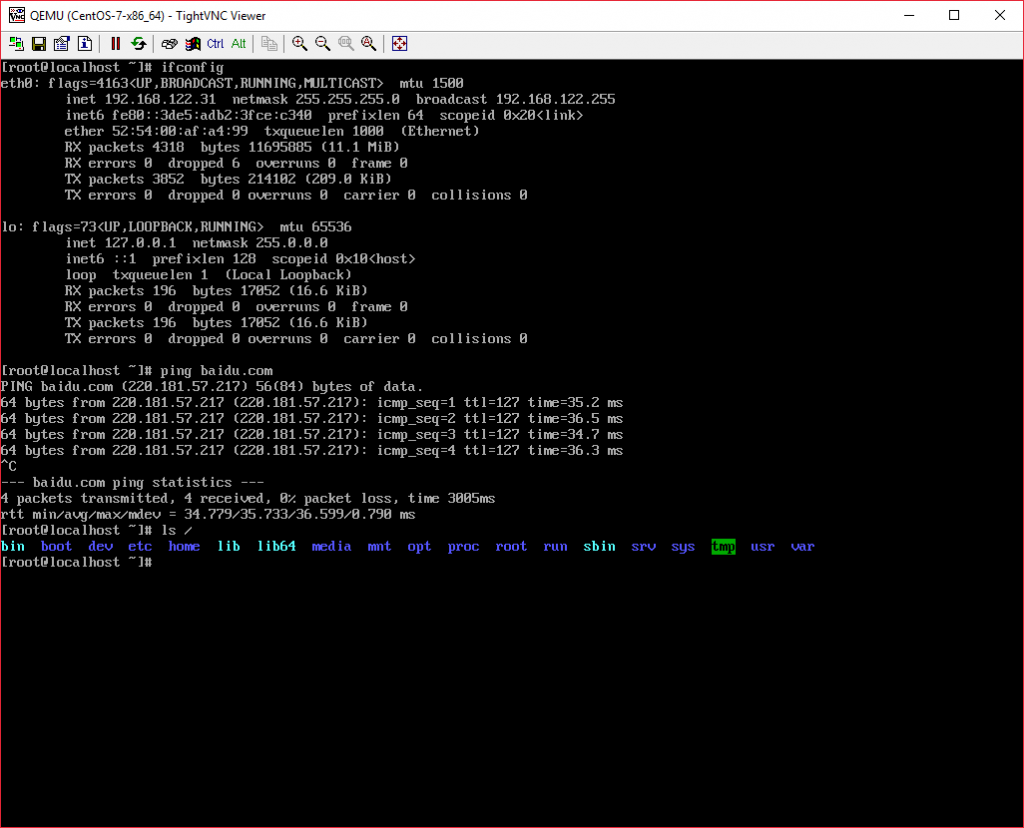 QEMU (CentOS-7-x86_64) - TightVNC Viewer
Ctrl Alt
[root@localhost ~]# ifconfig
eth0: flags=4163<UP,BROADCAST,RUNNING,MULTICAST>  mtu 1500
        inet 192.168.122.31  netmask 255.255.255.0  broadcast 192.168.122.255
        inet6 fe80::3de5:adb2:3fce:c340  prefixlen 64  scopeid 0x20<link>
        ether 52:54:00:af:a4:99  txqueuelen 1000  (Ethernet)
        RX packets 4318  bytes 11695885 (11.1 MiB)
        RX errors 0  dropped 6  overruns 0  frame 0
        TX packets 3852  bytes 214102 (209.0 KiB)
        TX errors 0  dropped 0 overruns 0  carrier 0  collisions 0
lo: flags=73<UP,LOOPBACK,RUNNING>  mtu 65536
        inet 127.0.0.1  netmask 255.0.0.0
        inet6 ::1  prefixlen 128  scopeid 0x10<host>
        loop  txqueuelen 1  (Local Loopback)
        RX packets 196  bytes 17052 (16.6 KiB)
        RX errors 0  dropped 0  overruns 0  frame 0
        TX packets 196  bytes 17052 (16.6 KiB)
        TX errors 0  dropped 0 overruns 0  carrier 0  collisions 0
[root@localhost ~]# ping baidu.com
PING baidu.com (220.181.57.217) 56(84) bytes of data.
64 bytes from 220.181.57.217 (220.181.57.217): icmp_seq=1 ttl=127 time=35.2 ms
64 bytes from 220.181.57.217 (220.181.57.217): icmp_seq=2 ttl=127 time=36.5 ms
64 bytes from 220.181.57.217 (220.181.57.217): icmp_seq=3 ttl=127 time=34.7 ms
64 bytes from 220.181.57.217 (220.181.57.217): icmp_seq=4 ttl=127 time=36.3 ms
^C
--- baidu.com ping statistics ---
4 packets transmitted, 4 received, 0% packet loss, time 3005ms
rtt min/avg/max/mdev = 34.779/35.733/36.599/0.790 ms
[root@localhost ~]# ls /
bin  boot  dev  etc  home  lib  lib64  media  mnt  opt  proc  root  run  sbin  srv  sys  tmp  usr  var
[root@localhost ~]#